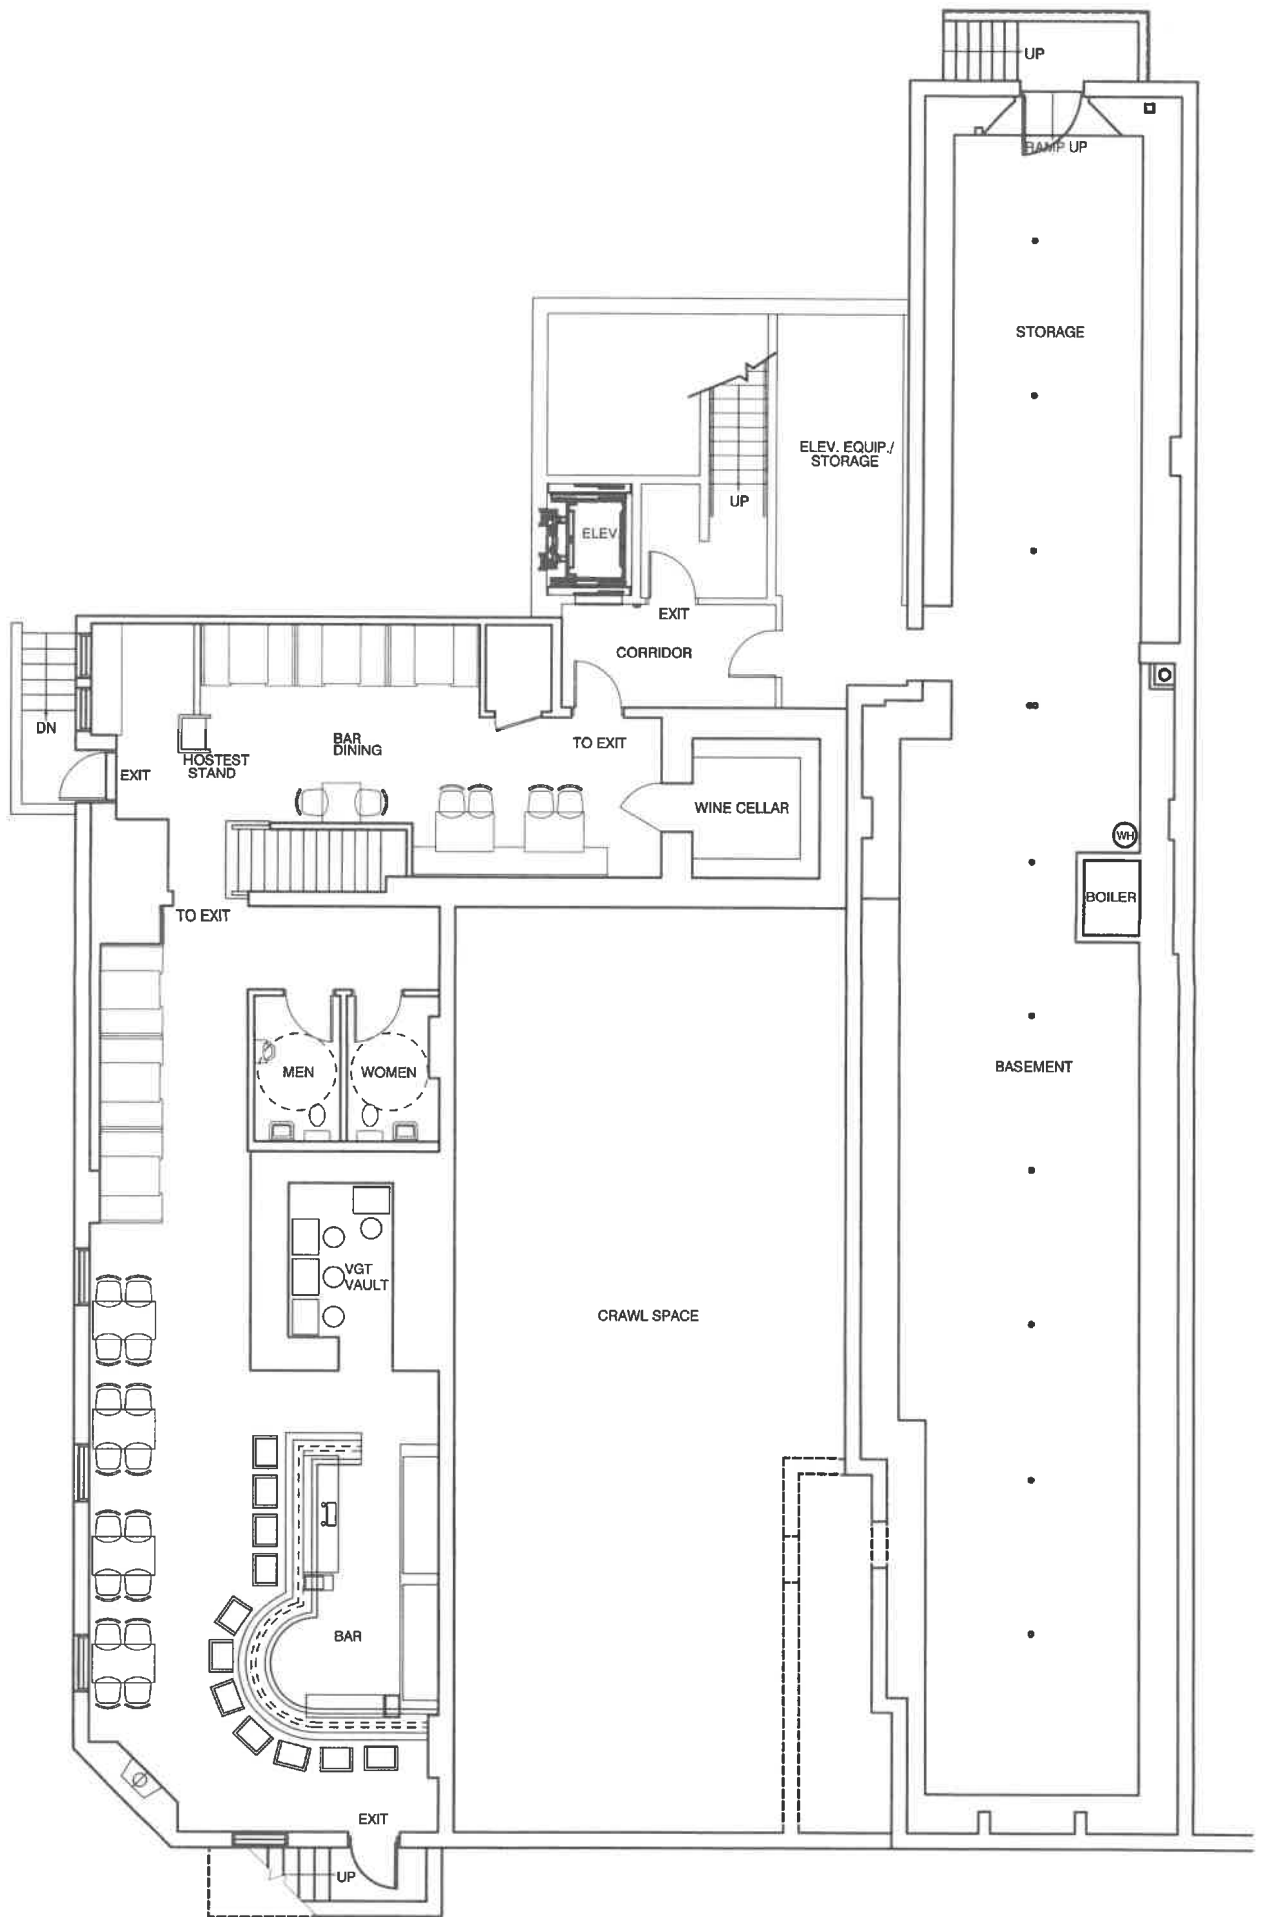 UP
RAMP UP
STORAGE
ELEV. EQUIP./
STORAGE
UP
ELEV
EXIT
CORRIDOR
DN
HOSTEST
STAND
BAR
DINING
TO EXIT
EXIT
WINE CELLAR
WH
BOILER
TO EXIT
MEN
WOMEN
BASEMENT
VGT
VAULT
CRAWL SPACE
BAR
EXIT
UP